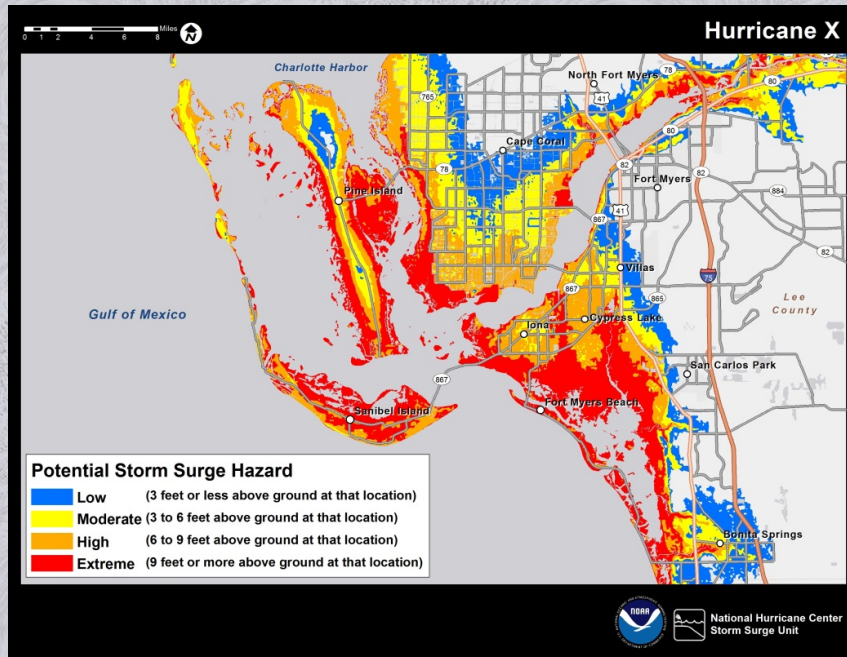 Hurricane X
Miles
0 1 2 4 6 8
N
Charlotte Harbor
North Fort Myers
78
80
41
765
80
Cape Coral
82
78
Fort Myers
884
Pine Island
867
41
82
Villas
75
867
865
Lee
County
Gulf of Mexico
Cypress Lake
Iona
San Carlos Park
867
Fort Myers Beach
Sanibel Island
Potential Storm Surge Hazard
Low (3 feet or less above ground at that location)
Moderate (3 to 6 feet above ground at that location)
High (6 to 9 feet above ground at that location)
Extreme (9 feet or more above ground at that location)
Bonita Springs
NOAA
National Hurricane Center
Storm Surge Unit